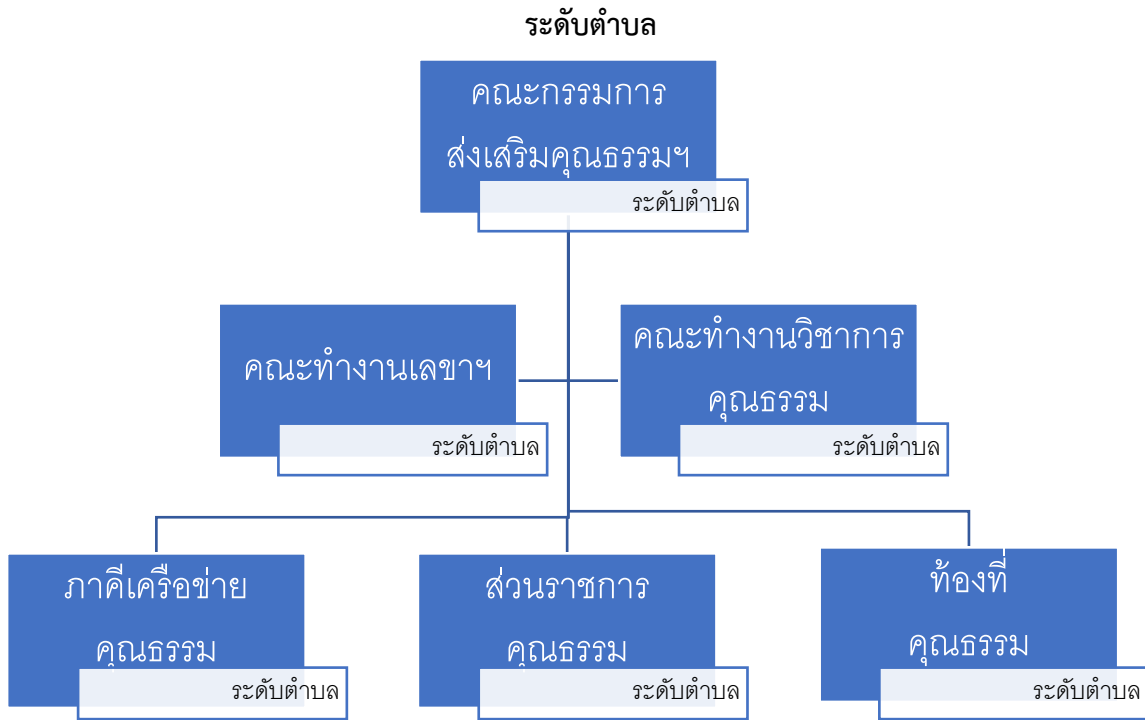 ระดับตำบล
คณะกรรมการ
ส่งเสริมคุณธรรมฯ
ระดับตำบล
คณะทำงานเลขาฯ
ระดับตำบล
คณะทำงานวิชาการ
คุณธรรม
ระดับตำบล
ภาคีเครือข่าย
คุณธรรม
ระดับตำบล
ส่วนราชการ
คุณธรรม
ระดับตำบล
ท้องที่
คุณธรรม
ระดับตำบล